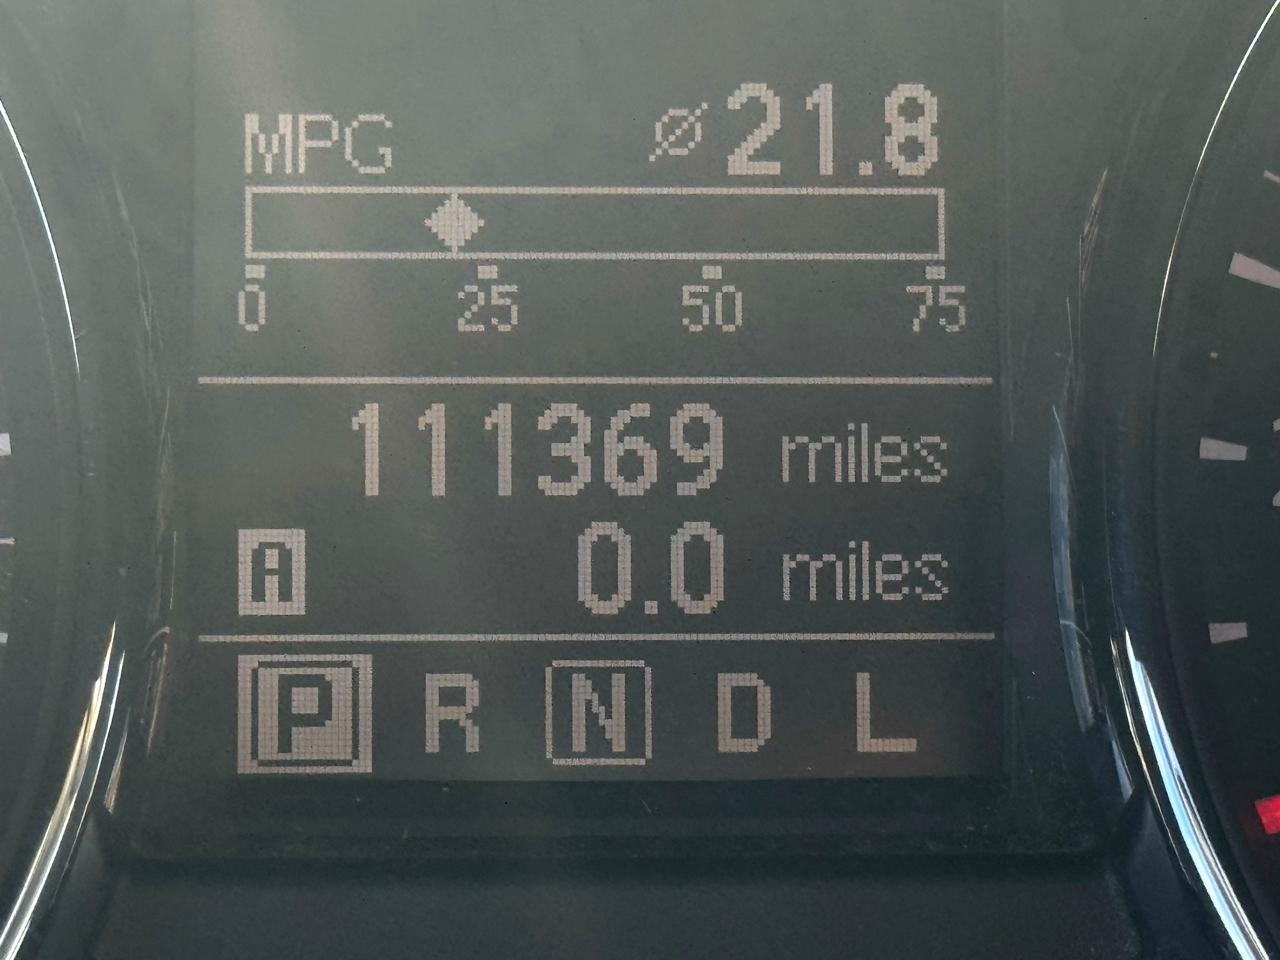 MPG ⌀21.8
0 25 50 75
111369 miles
A 0.0 miles
P R N D L